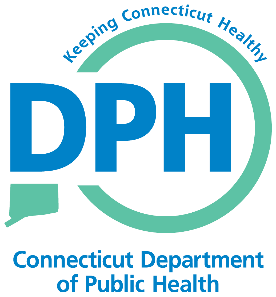 Keeping Connecticut Healthy
DPH
Connecticut Department
of Public Health